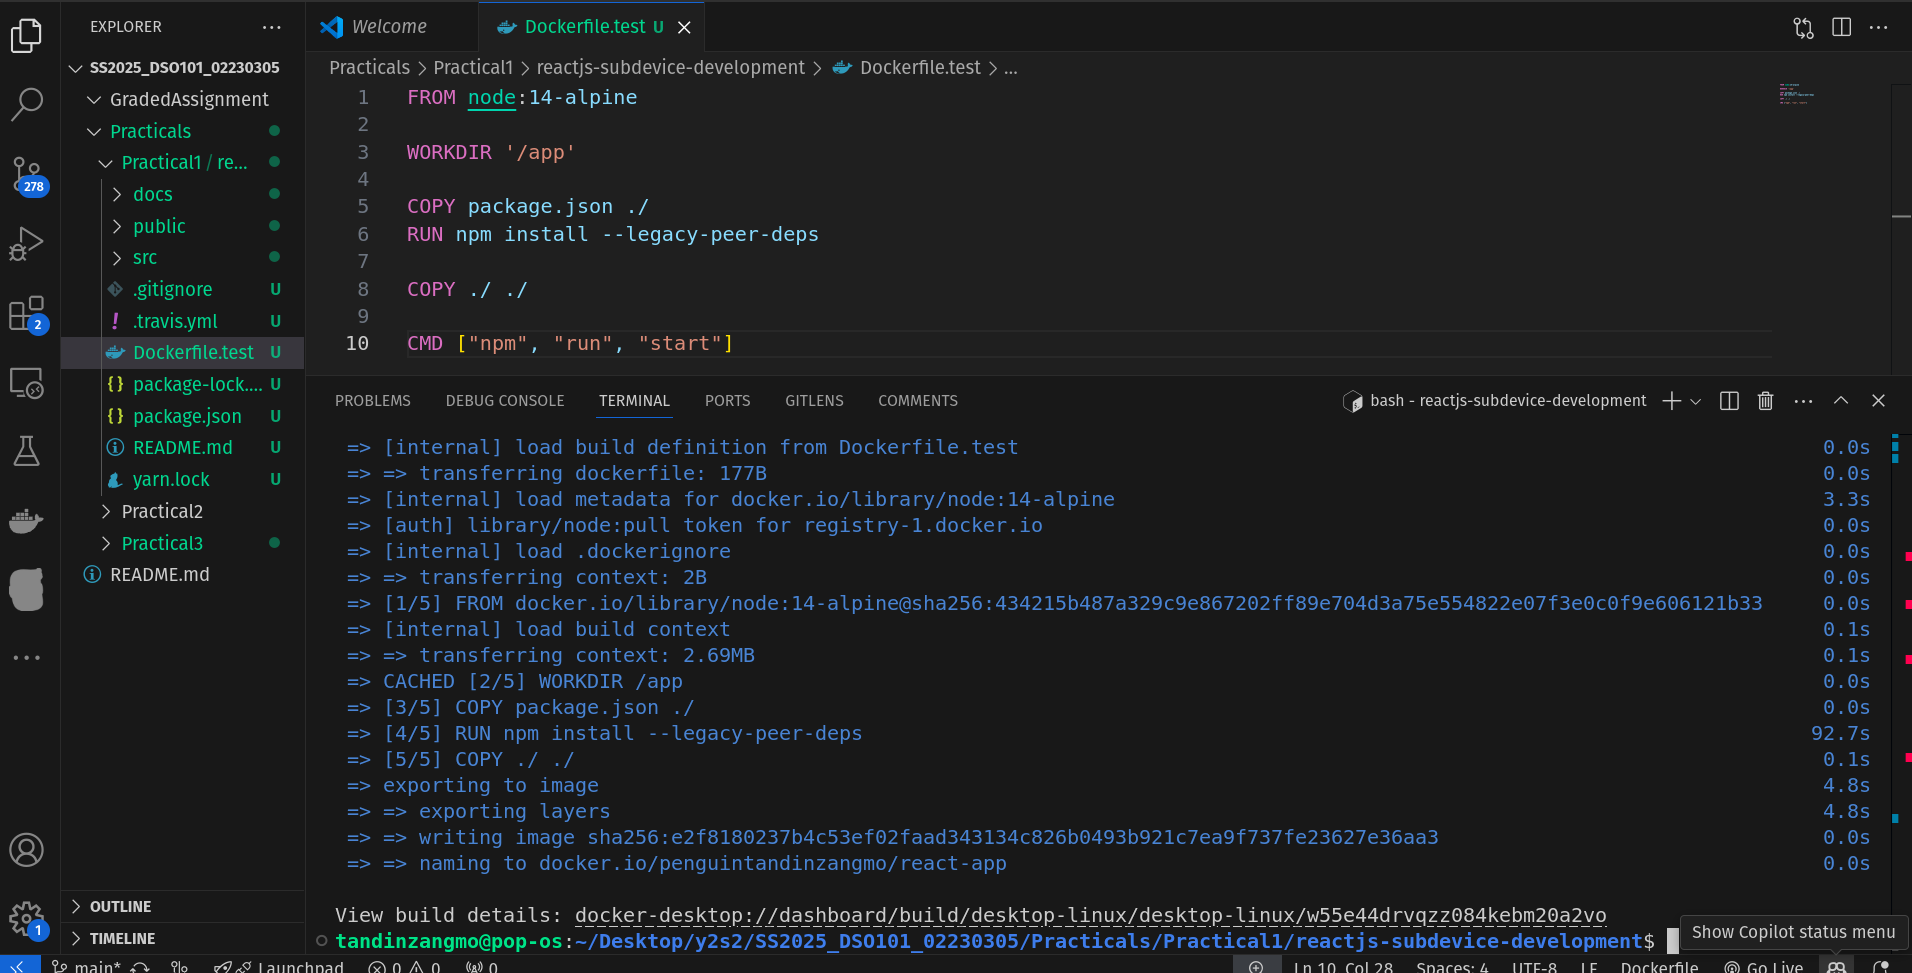 EXPLORER
SS2025_DSO101_02230305
GradedAssignment
Practicals
Practical1 / re...
docs
public
src
.gitignore U
.travis.yml U
Dockerfile.test U
package-lock.... U
package.json U
README.md U
yarn.lock U
Practical2
Practical3
README.md
OUTLINE
TIMELINE
278
2
1
Welcome
Dockerfile.test U
Practicals > Practical1 > reactjs-subdevice-development > Dockerfile.test > ...
1 FROM node:14-alpine
2
3 WORKDIR '/app'
4
5 COPY package.json ./
6 RUN npm install --legacy-peer-deps
7
8 COPY ./ ./
9
10 CMD ["npm", "run", "start"]
PROBLEMS DEBUG CONSOLE TERMINAL PORTS GITLENS COMMENTS bash - reactjs-subdevice-development
=> [internal] load build definition from Dockerfile.test 0.0s
=> => transferring dockerfile: 177B 0.0s
=> [internal] load metadata for docker.io/library/node:14-alpine 3.3s
=> [auth] library/node:pull token for registry-1.docker.io 0.0s
=> [internal] load .dockerignore 0.0s
=> => transferring context: 2B 0.0s
=> [1/5] FROM docker.io/library/node:14-alpine@sha256:434215b487a329c9e867202ff89e704d3a75e554822e07f3e0c0f9e606121b33 0.0s
=> [internal] load build context 0.1s
=> => transferring context: 2.69MB 0.1s
=> CACHED [2/5] WORKDIR /app 0.0s
=> [3/5] COPY package.json ./ 0.0s
=> [4/5] RUN npm install --legacy-peer-deps 92.7s
=> [5/5] COPY ./ ./ 0.1s
=> exporting to image 4.8s
=> => exporting layers 4.8s
=> => writing image sha256:e2f8180237b4c53ef02faad343134c826b0493b921c7ea9f737fe23627e36aa3 0.0s
=> => naming to docker.io/penguintandinzangmo/react-app 0.0s
View build details: docker-desktop://dashboard/build/desktop-linux/desktop-linux/w55e44drvqzz084kebm20a2vo
tandinzangmo@pop-os:~/Desktop/y2s2/SS2025_DSO101_02230305/Practicals/Practical1/reactjs-subdevice-development$
Show Copilot status menu
main* Launchpad 0 0 0 Ln 10, Col 28 Spaces: 4 UTF-8 LF Dockerfile Go Live